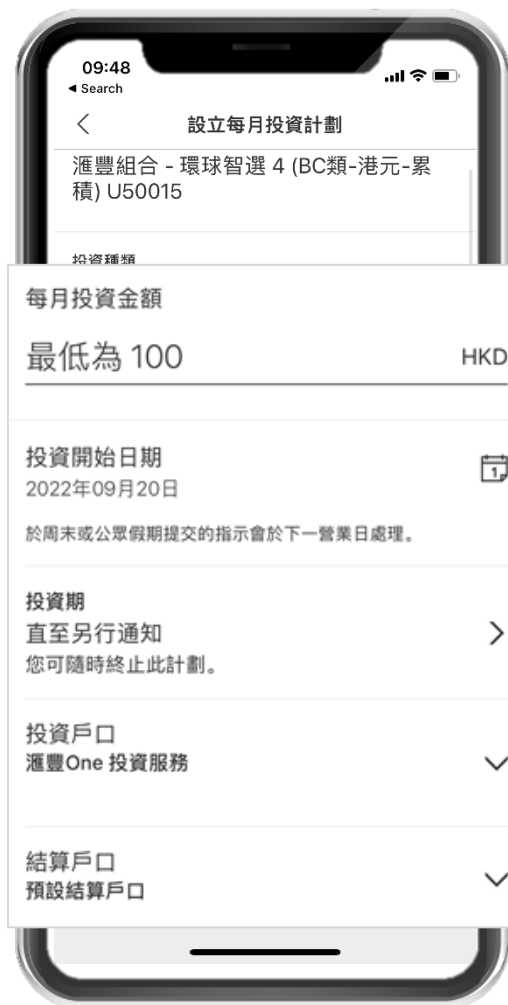 09:48
◀ Search
設立每月投資計劃
滙豐組合 - 環球智選 4 (BC類-港元-累
積) U50015
投資種類
每月投資金額
最低為 100 HKD
投資開始日期
1
2022年09月20日
於周末或公眾假期提交的指示會於下一營業日處理。
投資期
直至另行通知
您可隨時終止此計劃。
投資戶口
滙豐One 投資服務
結算戶口
預設結算戶口